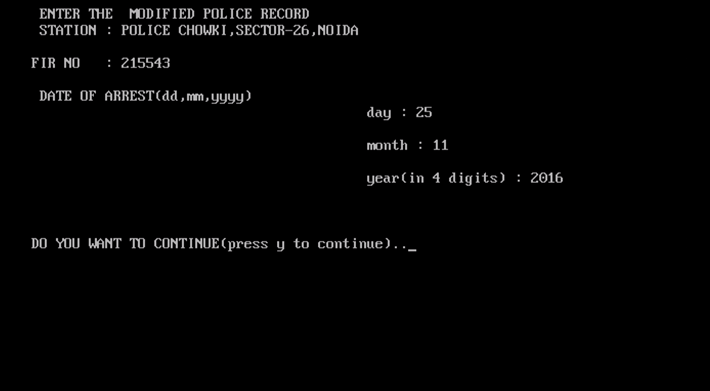 ENTER THE  MODIFIED POLICE RECORD
STATION : POLICE CHOWKI,SECTOR-26,NOIDA
FIR NO   : 215543
DATE OF ARREST(dd,mm,yyyy)
day : 25
month : 11
year(in 4 digits) : 2016
DO YOU WANT TO CONTINUE(press y to continue).._